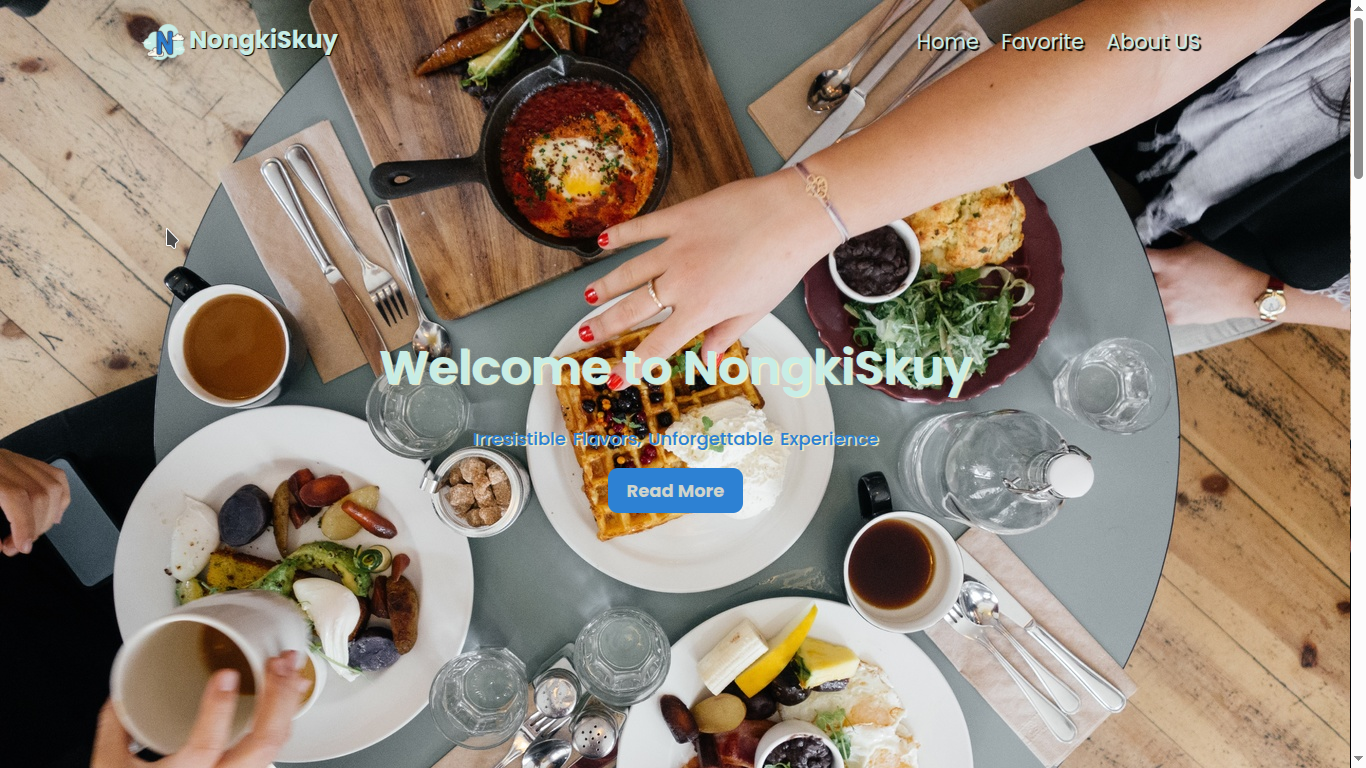 NongkiSkuy
Home Favorite About US
Welcome to NongkiSkuy
Irresistible Flavors, Unforgettable Experience
Read More